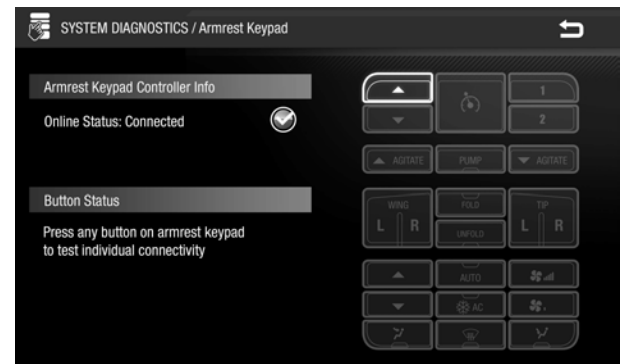 SYSTEM DIAGNOSTICS / Armrest Keypad
Armrest Keypad Controller Info
Online Status: Connected
Button Status
Press any button on armrest keypad
to test individual connectivity
1
2
AGITATE PUMP AGITATE
WING FOLD TIP
L R L R
UNFOLD
AUTO
AC